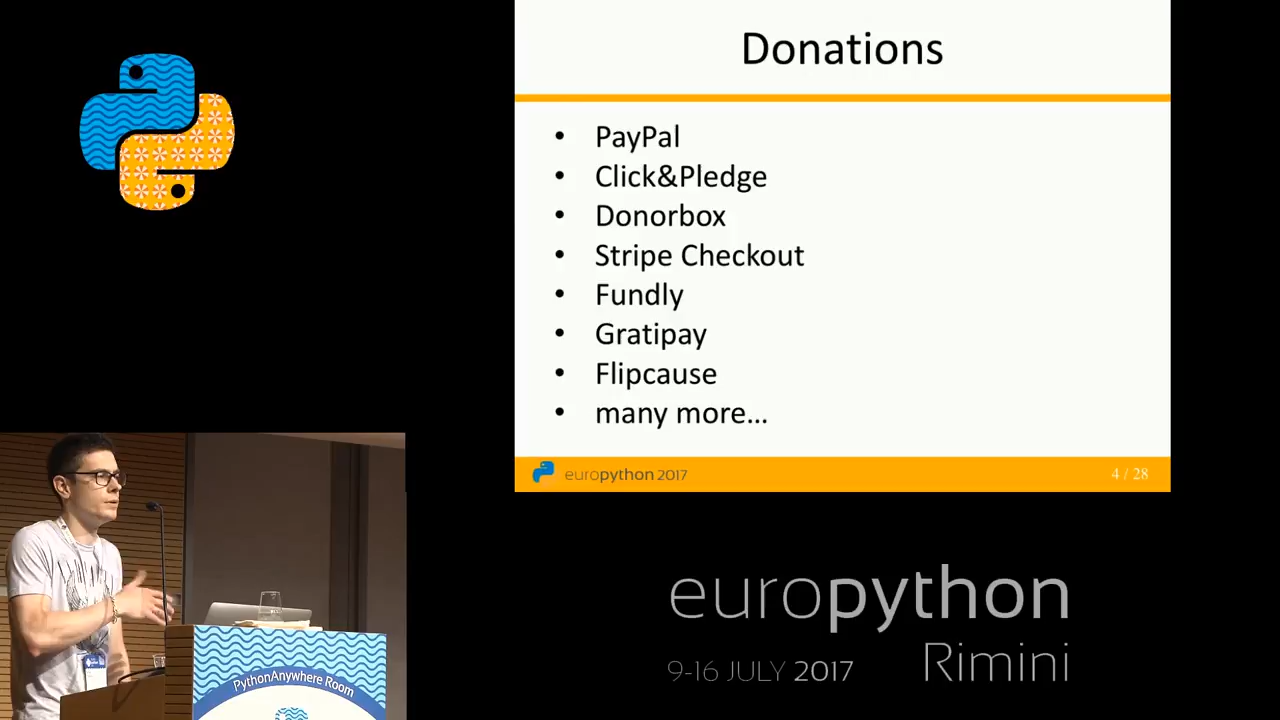 Donations
• PayPal
• Click&Pledge
• Donorbox
• Stripe Checkout
• Fundly
• Gratipay
• Flipcause
• many more...
europython 2017
4 / 28
PythonAnywhere Room
europython
Rimini
9-16 JULY 2017